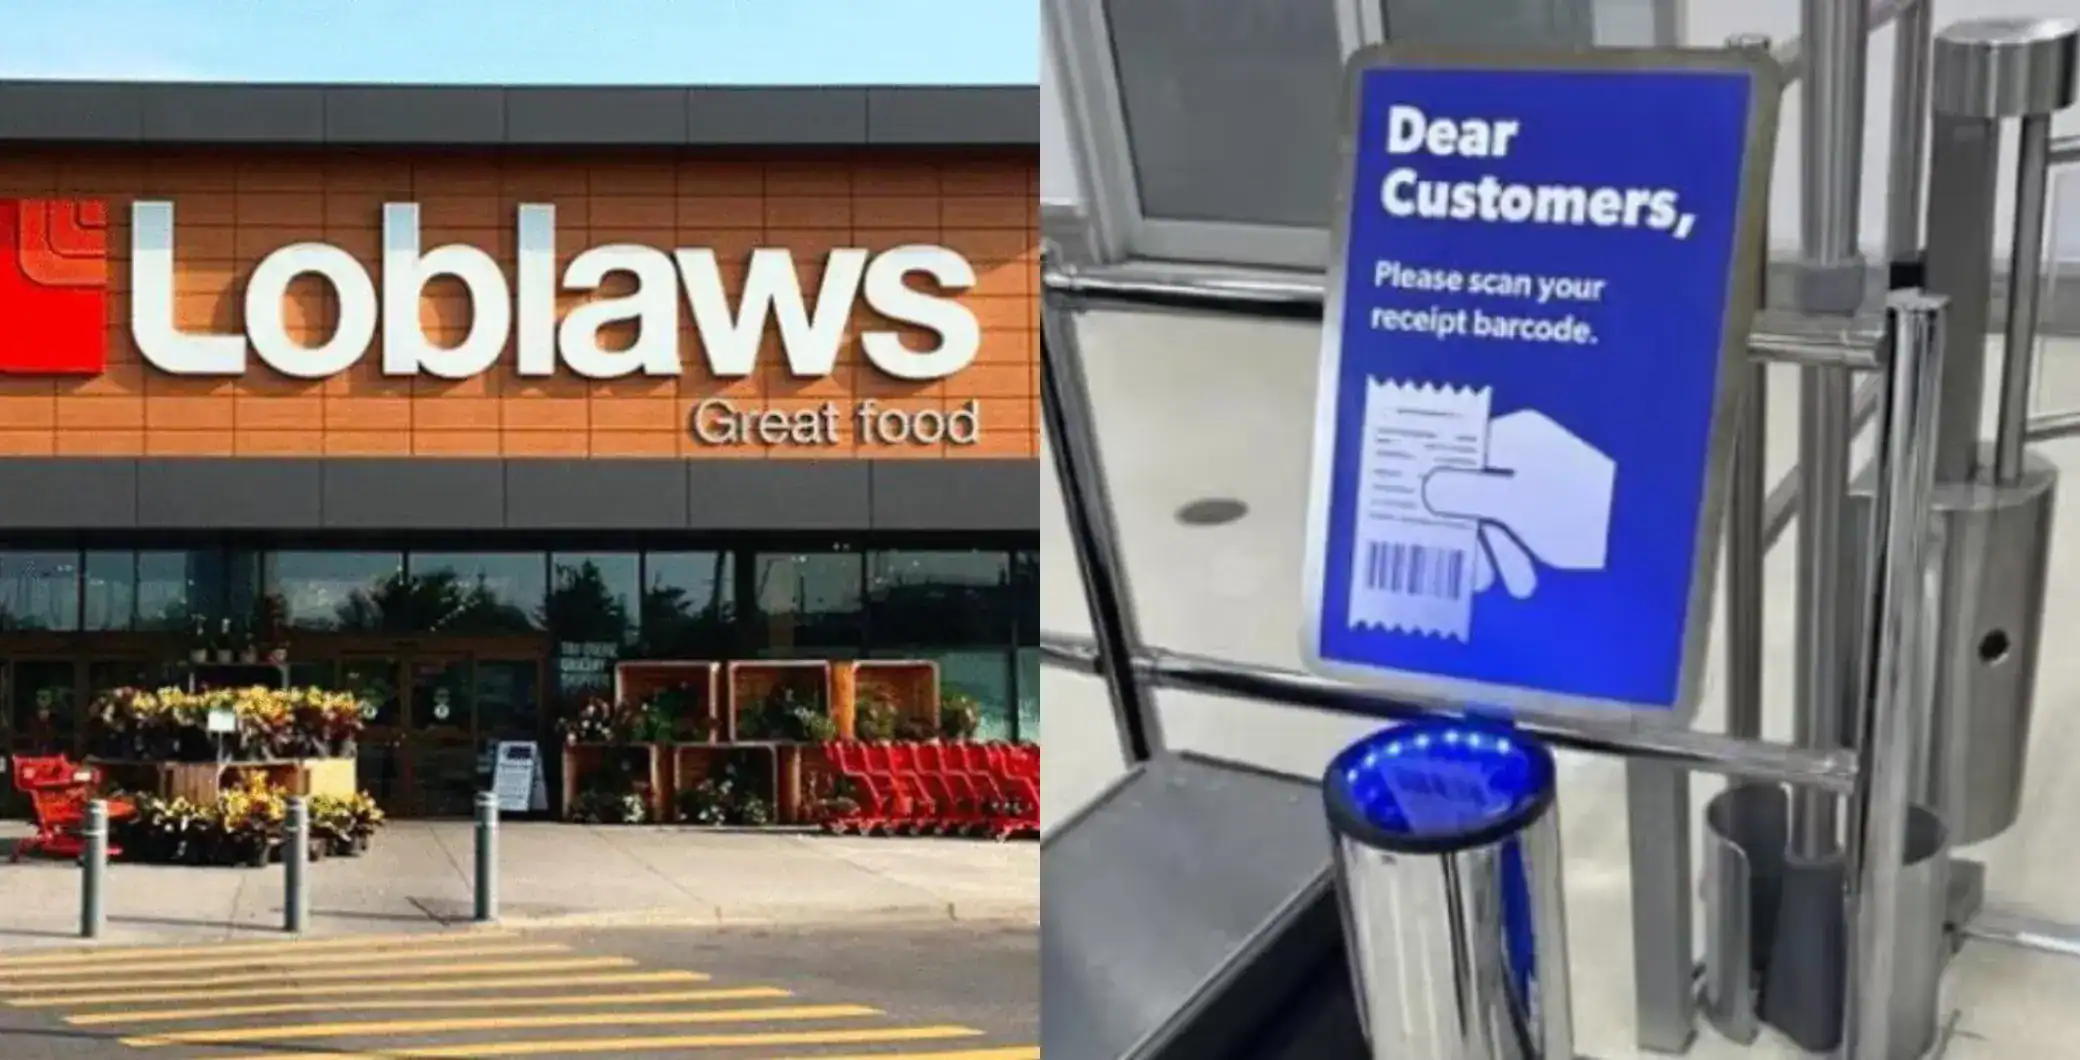 Loblaws
Great food
Dear
Customers,
Please scan your
receipt barcode.